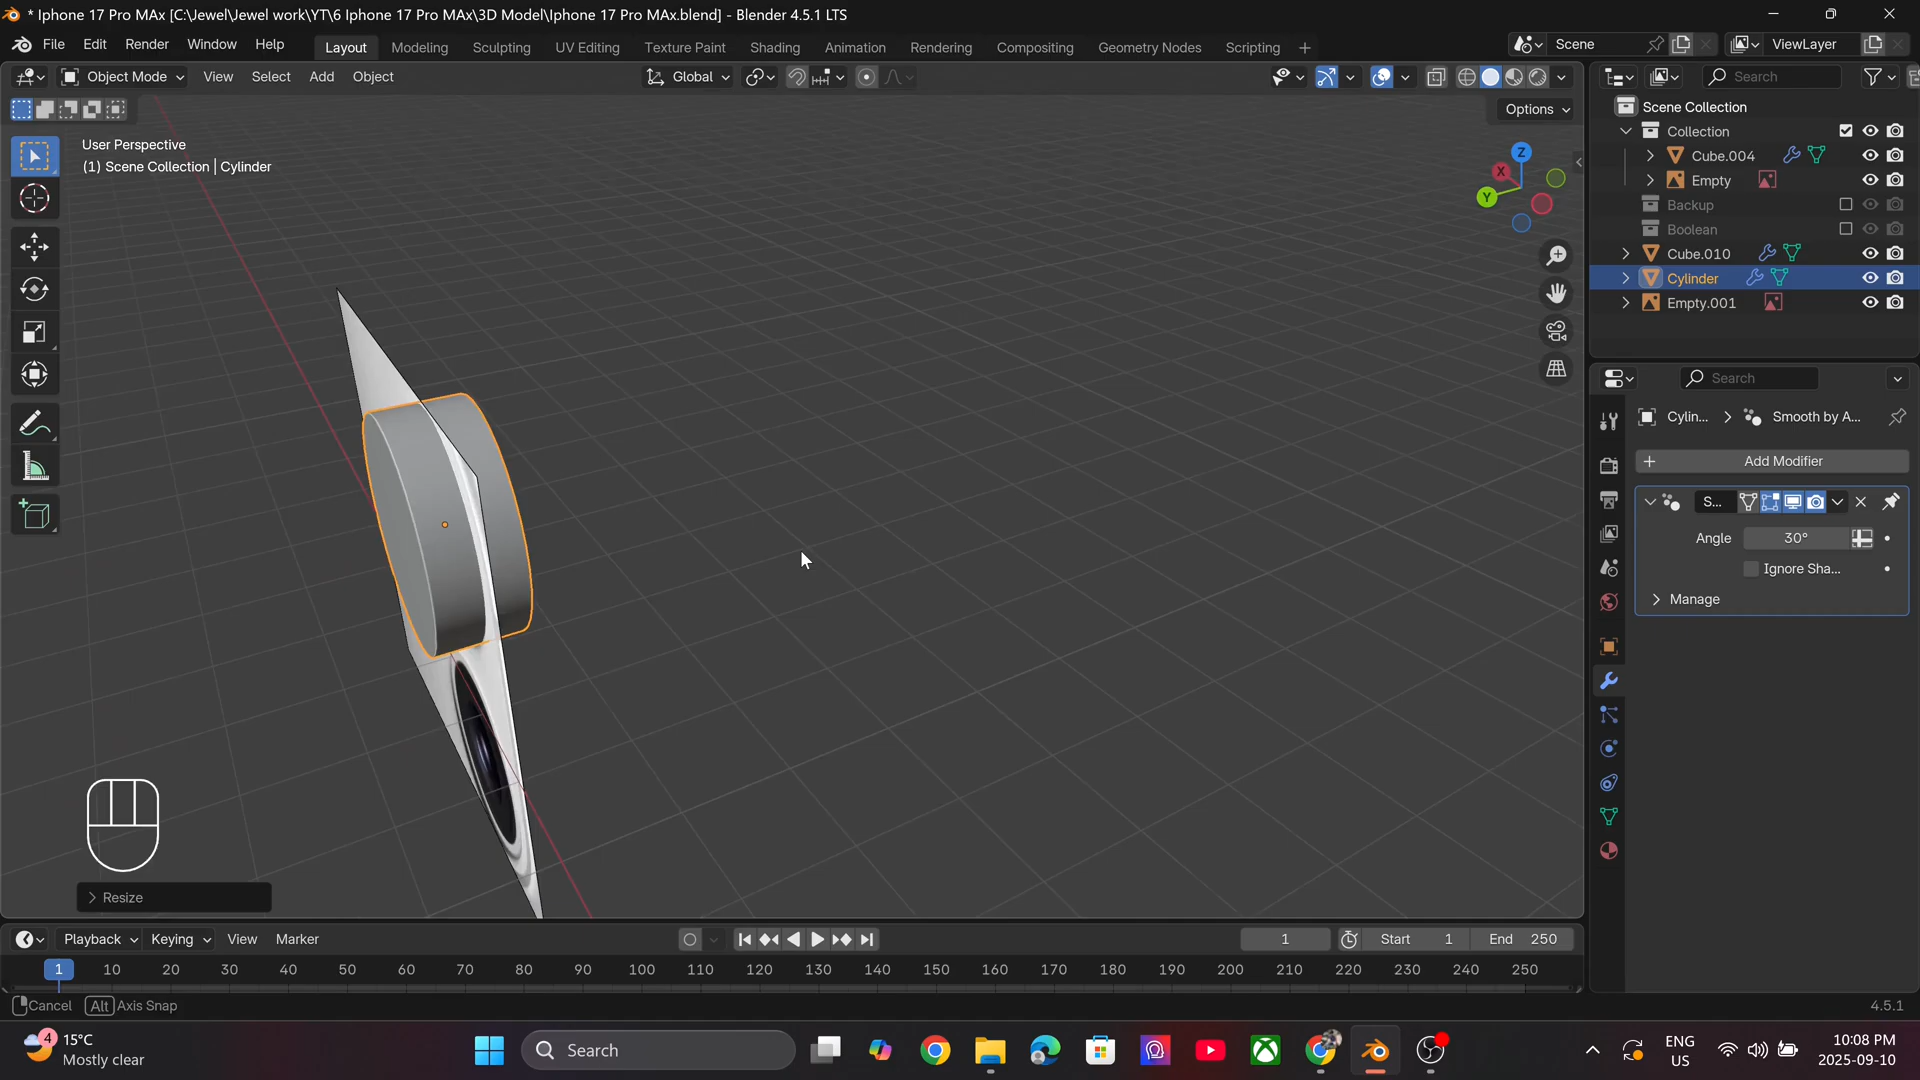 * Iphone 17 Pro MAx [C:\Jewel\Jewel work\YT\6 Iphone 17 Pro MAx\3D Model\Iphone 17 Pro MAx.blend] - Blender 4.5.1 LTS
File Edit Render Window Help Layout Modeling Sculpting UV Editing Texture Paint Shading Animation Rendering Compositing Geometry Nodes Scripting Scene ViewLayer
Object Mode View Select Add Object Global Search
Options
User Perspective
(1) Scene Collection | Cylinder
Z
X
Y
Scene Collection
Collection
Cube.004
Empty
Backup
Boolean
Cube.010
Cylinder
Empty.001
Search
Cylin... Smooth by A...
Add Modifier
S...
Angle 30°
Ignore Sha...
Manage
Resize
Playback Keying View Marker 1 Start 1 End 250
1 10 20 30 40 50 60 70 80 90 100 110 120 130 140 150 160 170 180 190 200 210 220 230 240 250
Cancel Alt Axis Snap 4.5.1
4 15°C
Mostly clear
Search
ENG
US
10:08 PM
2025-09-10